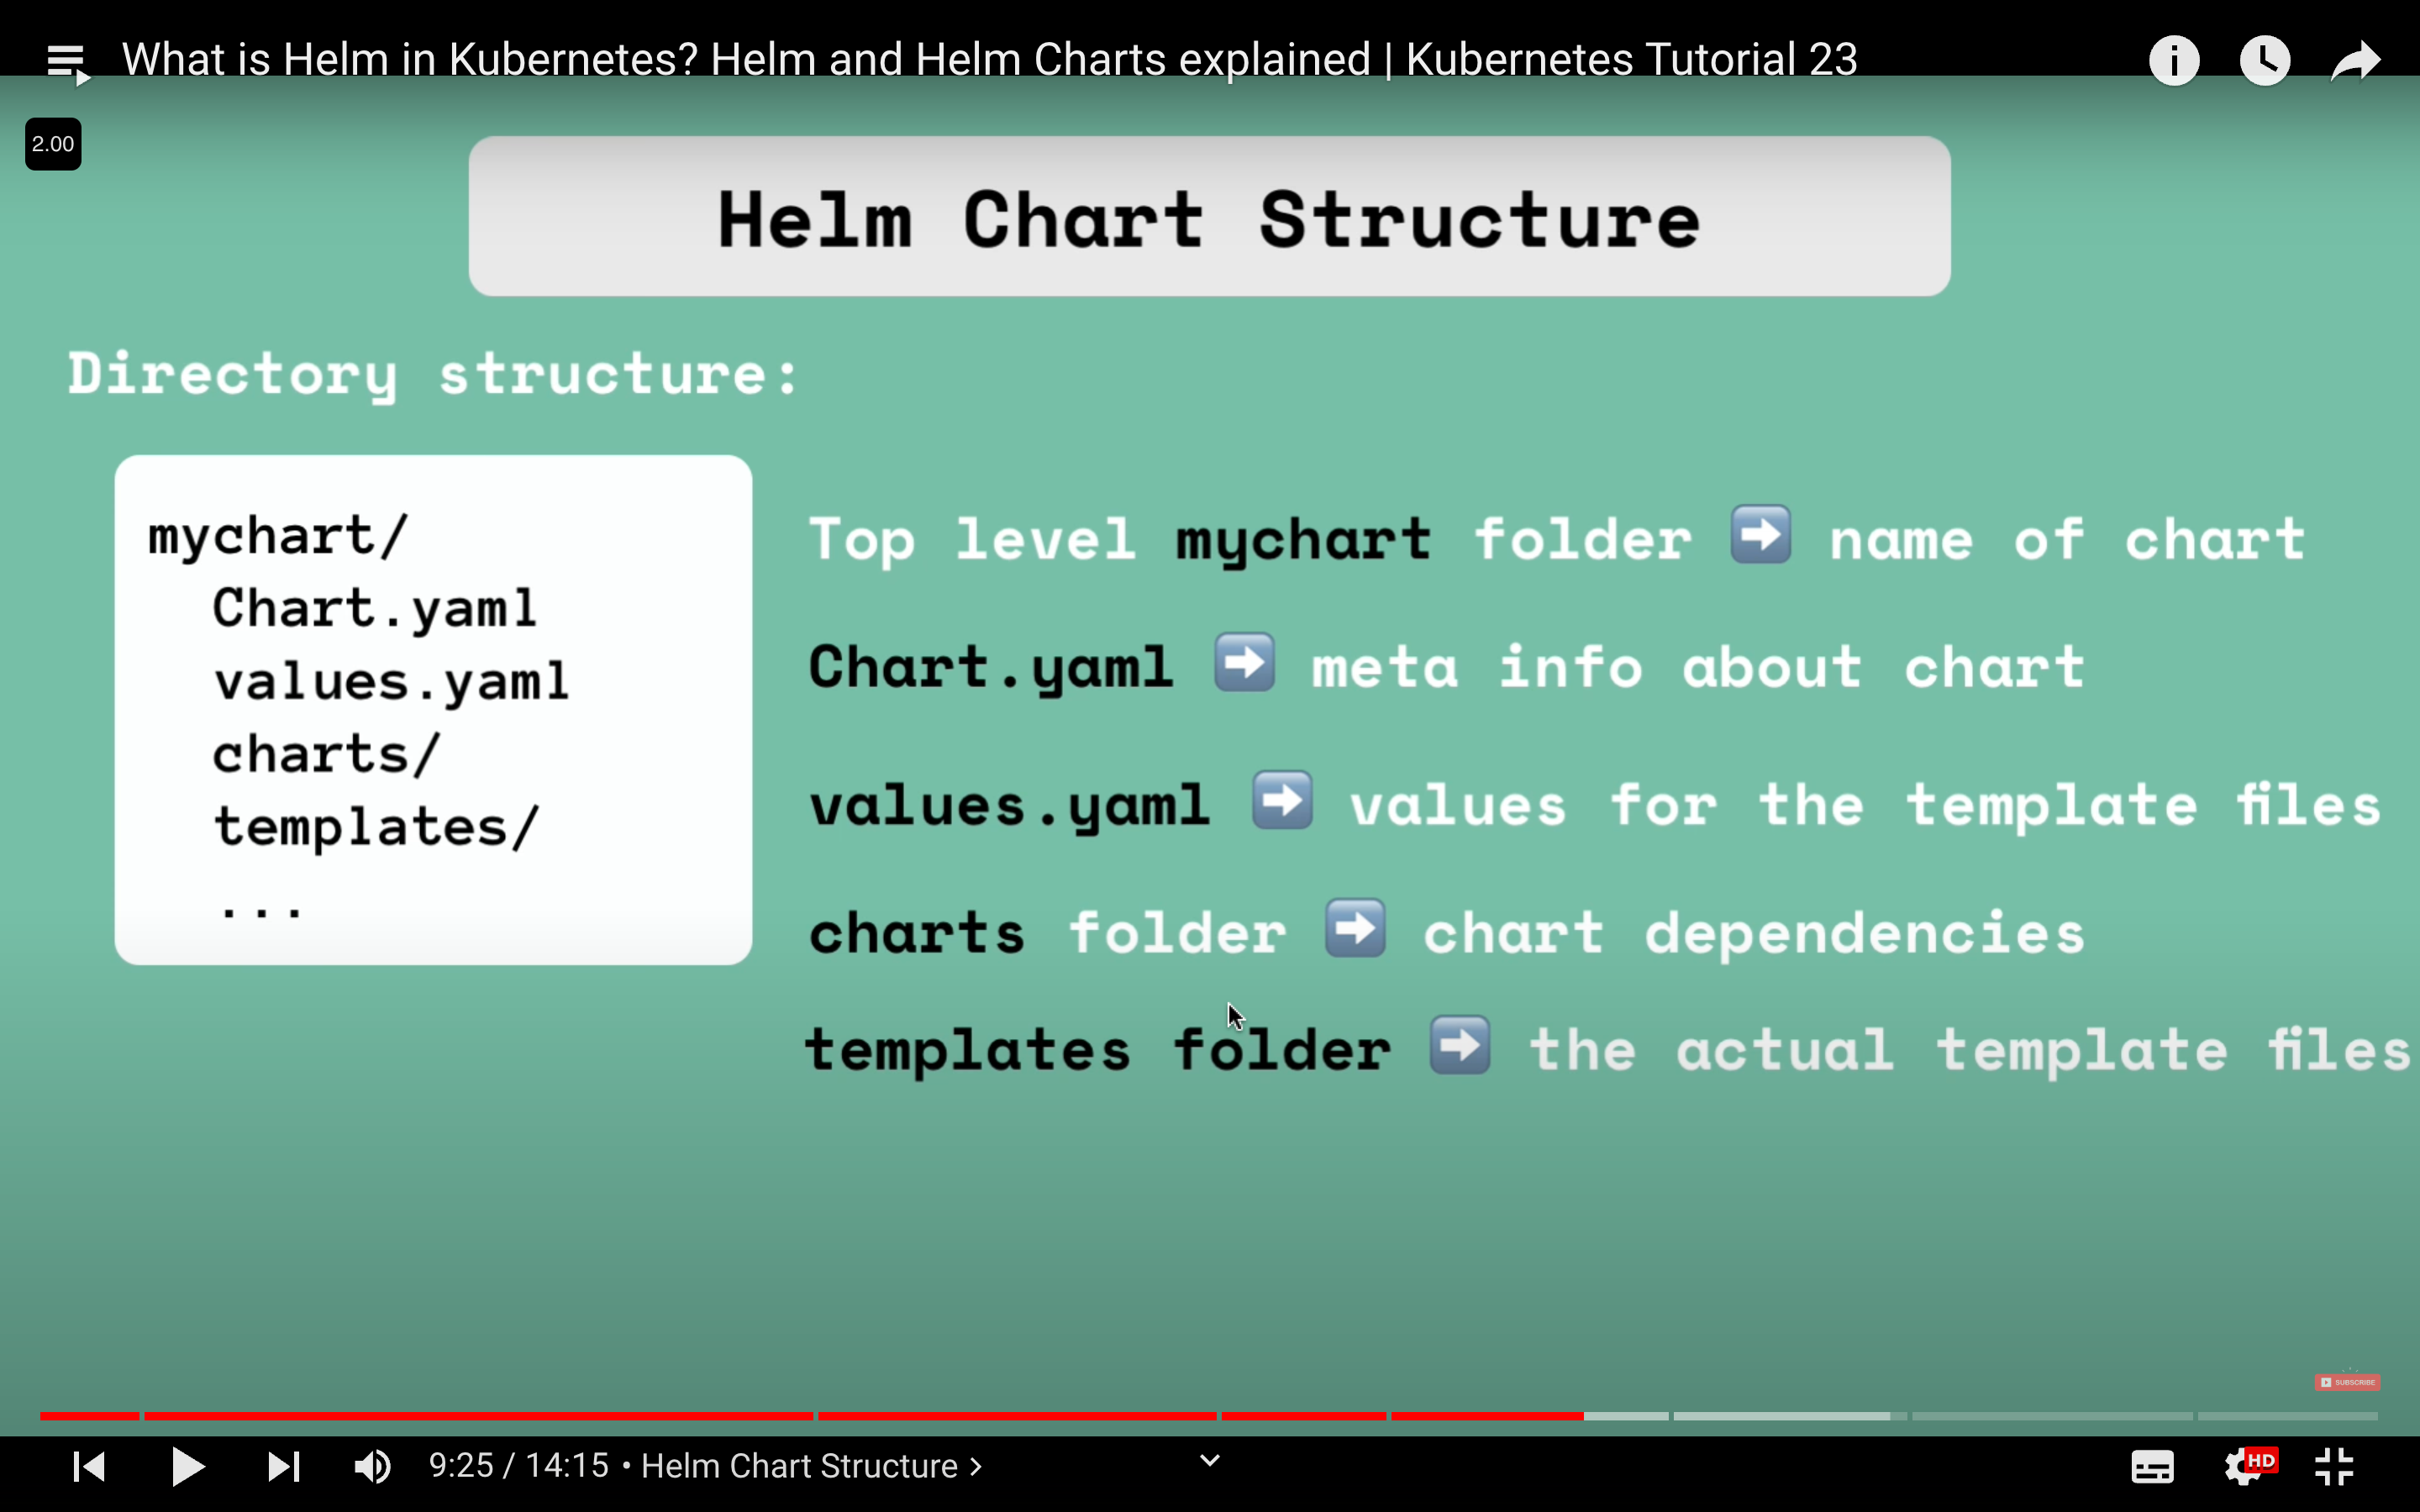 What is Helm in Kubernetes? Helm and Helm Charts explained | Kubernetes Tutorial 23
2.00
Helm Chart Structure
Directory structure:
mychart/
Chart.yaml
values.yaml
charts/
templates/
...
Top level mychart folder ➡️ name of chart
Chart.yaml ➡️ meta info about chart
values.yaml ➡️ values for the template files
charts folder ➡️ chart dependencies
templates folder ➡️ the actual template files
SUBSCRIBE
9:25 / 14:15 • Helm Chart Structure >
HD